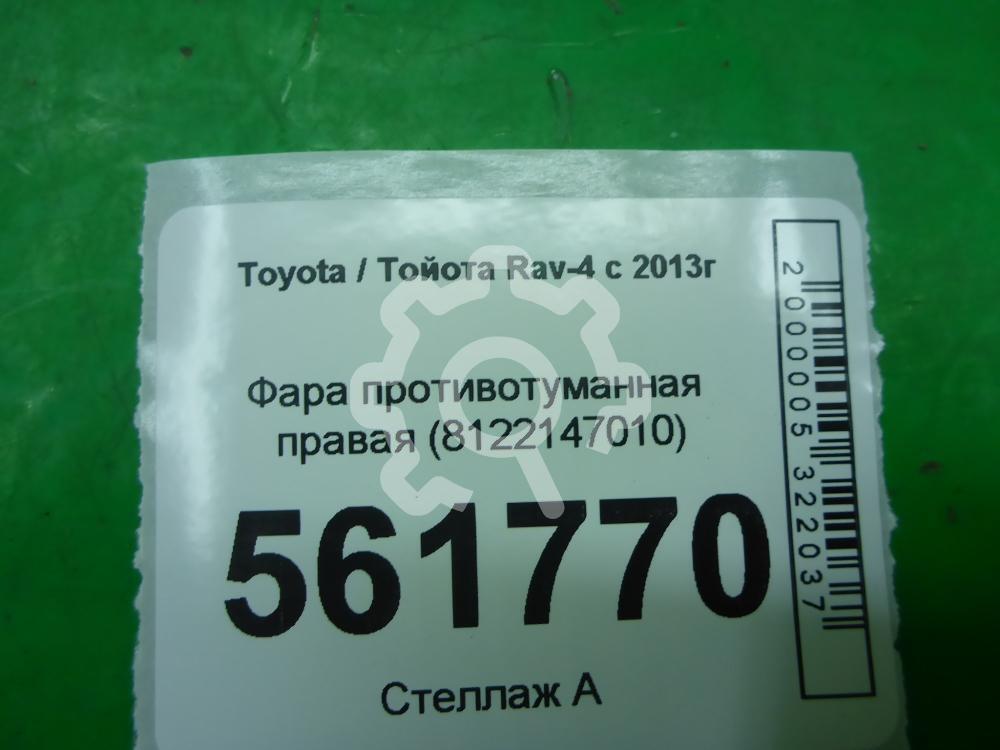 Toyota / Тойота Rav-4 с 2013г
Фара противотуманная
правая (8122147010)
561770
Стеллаж А
2000005322037